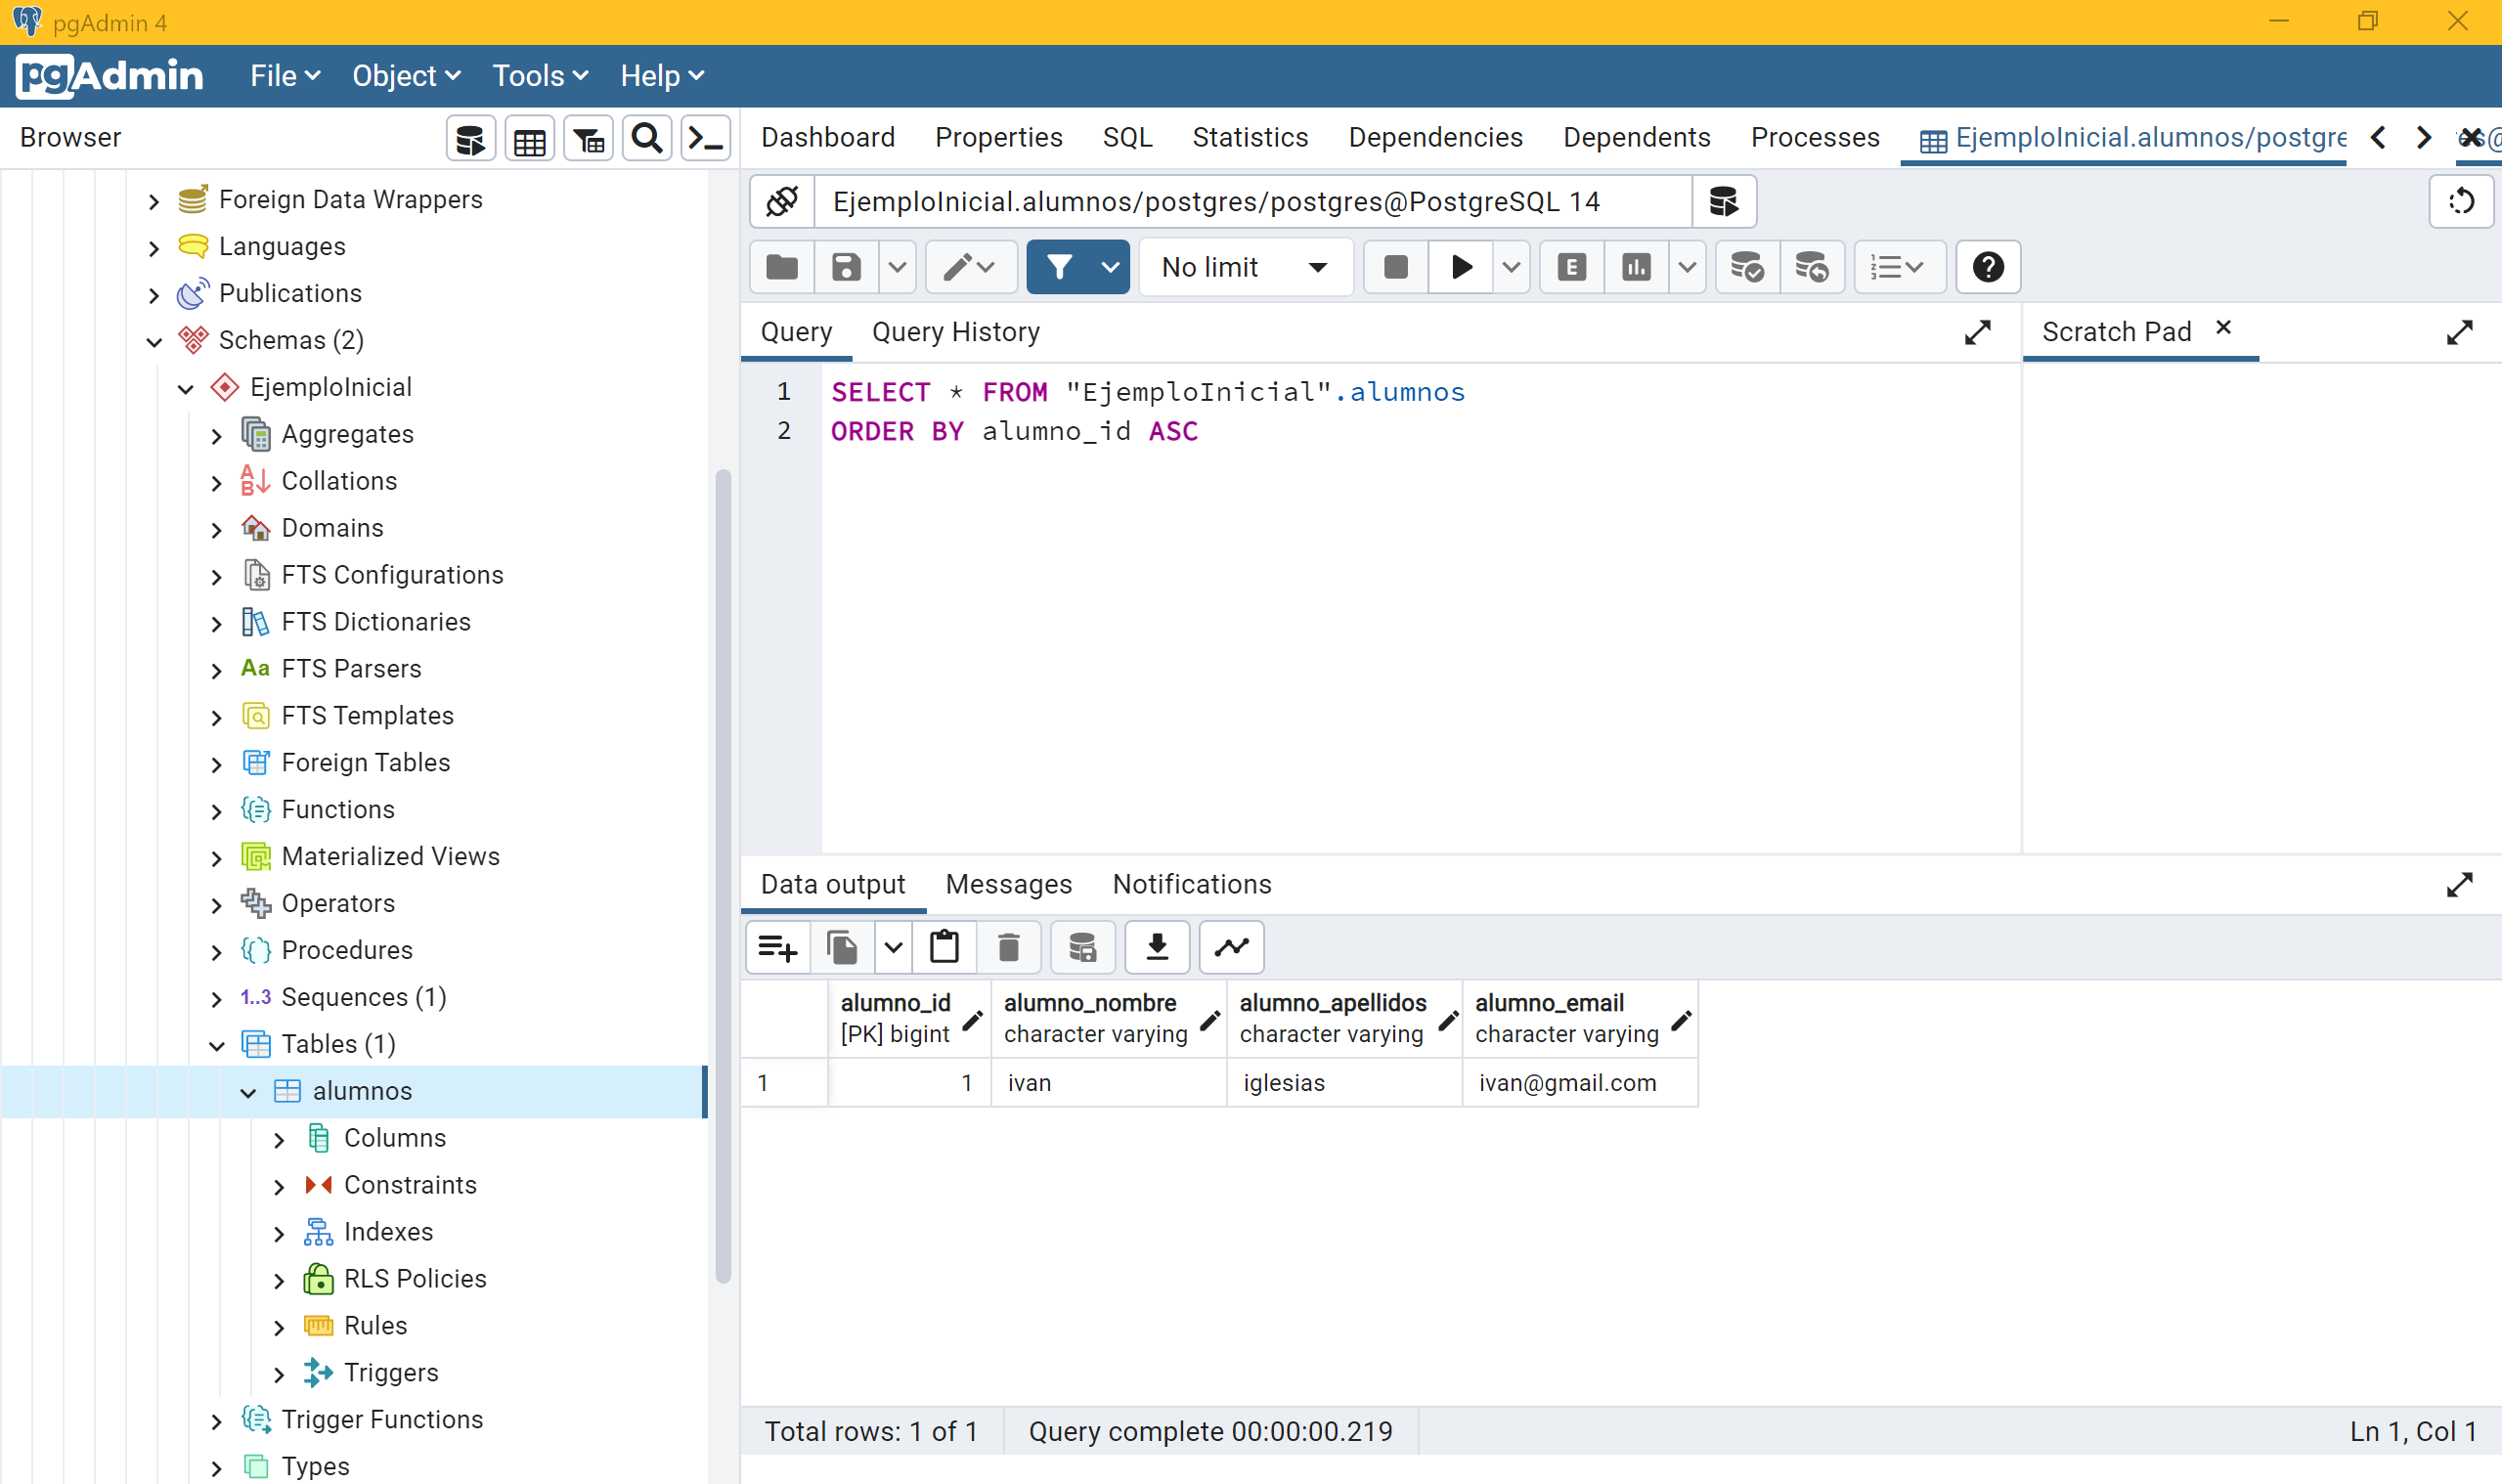 pgAdmin 4
pgAdmin File Object Tools Help
Browser
Dashboard Properties SQL Statistics Dependencies Dependents Processes EjemploInicial.alumnos/postgre es@
Foreign Data Wrappers
Languages
Publications
Schemas (2)
EjemploInicial
Aggregates
Collations
Domains
FTS Configurations
FTS Dictionaries
Aa FTS Parsers
FTS Templates
Foreign Tables
Functions
Materialized Views
Operators
Procedures
1..3 Sequences (1)
Tables (1)
alumnos
Columns
Constraints
Indexes
RLS Policies
Rules
Triggers
Trigger Functions
Types
EjemploInicial.alumnos/postgres/postgres@PostgreSQL 14
No limit
Query Query History
Scratch Pad
1 SELECT * FROM "EjemploInicial".alumnos
2 ORDER BY alumno_id ASC
Data output Messages Notifications
alumno_id alumno_nombre alumno_apellidos alumno_email
[PK] bigint character varying character varying character varying
1 1 ivan iglesias ivan@gmail.com
Total rows: 1 of 1 Query complete 00:00:00.219 Ln 1, Col 1